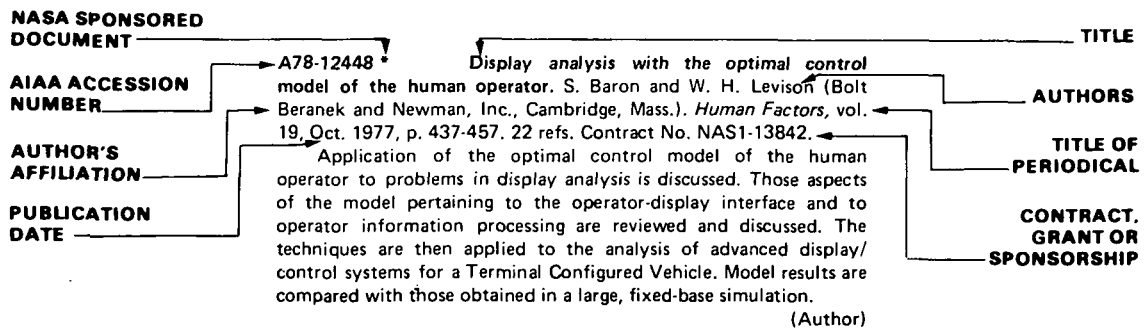 NASA SPONSORED
DOCUMENT
AIAA ACCESSION
NUMBER
AUTHOR'S
AFFILIATION
PUBLICATION
DATE
A78-12448 * Display analysis with the optimal control
model of the human operator. S. Baron and W. H. Levison (Bolt
Beranek and Newman, Inc., Cambridge, Mass.). Human Factors, vol.
19, Oct. 1977, p. 437-457. 22 refs. Contract No. NAS1-13842.
Application of the optimal control model of the human
operator to problems in display analysis is discussed. Those aspects
of the model pertaining to the operator-display interface and to
operator information processing are reviewed and discussed. The
techniques are then applied to the analysis of advanced display/
control systems for a Terminal Configured Vehicle. Model results are
compared with those obtained in a large, fixed-base simulation.
(Author)
TITLE
AUTHORS
TITLE OF
PERIODICAL
CONTRACT,
GRANT OR
SPONSORSHIP